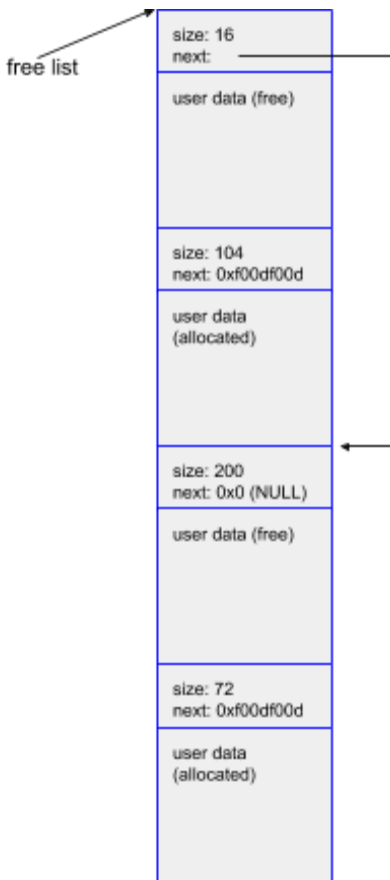 free list
size: 16
next:
user data (free)
size: 104
next: 0xf00df00d
user data
(allocated)
size: 200
next: 0x0 (NULL)
user data (free)
size: 72
next: 0xf00df00d
user data
(allocated)